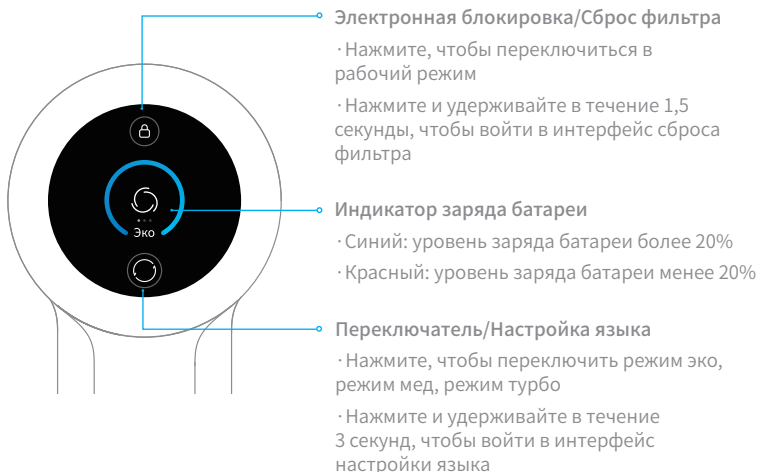 Электронная блокировка/Сброс фильтра
·Нажмите, чтобы переключиться в
рабочий режим
·Нажмите и удерживайте в течение 1,5
секунды, чтобы войти в интерфейс сброса
фильтра
Эко
Индикатор заряда батареи
·Синий: уровень заряда батареи более 20%
·Красный: уровень заряда батареи менее 20%
Переключатель/Настройка языка
·Нажмите, чтобы переключить режим эко,
режим мед, режим турбо
·Нажмите и удерживайте в течение
3 секунд, чтобы войти в интерфейс
настройки языка